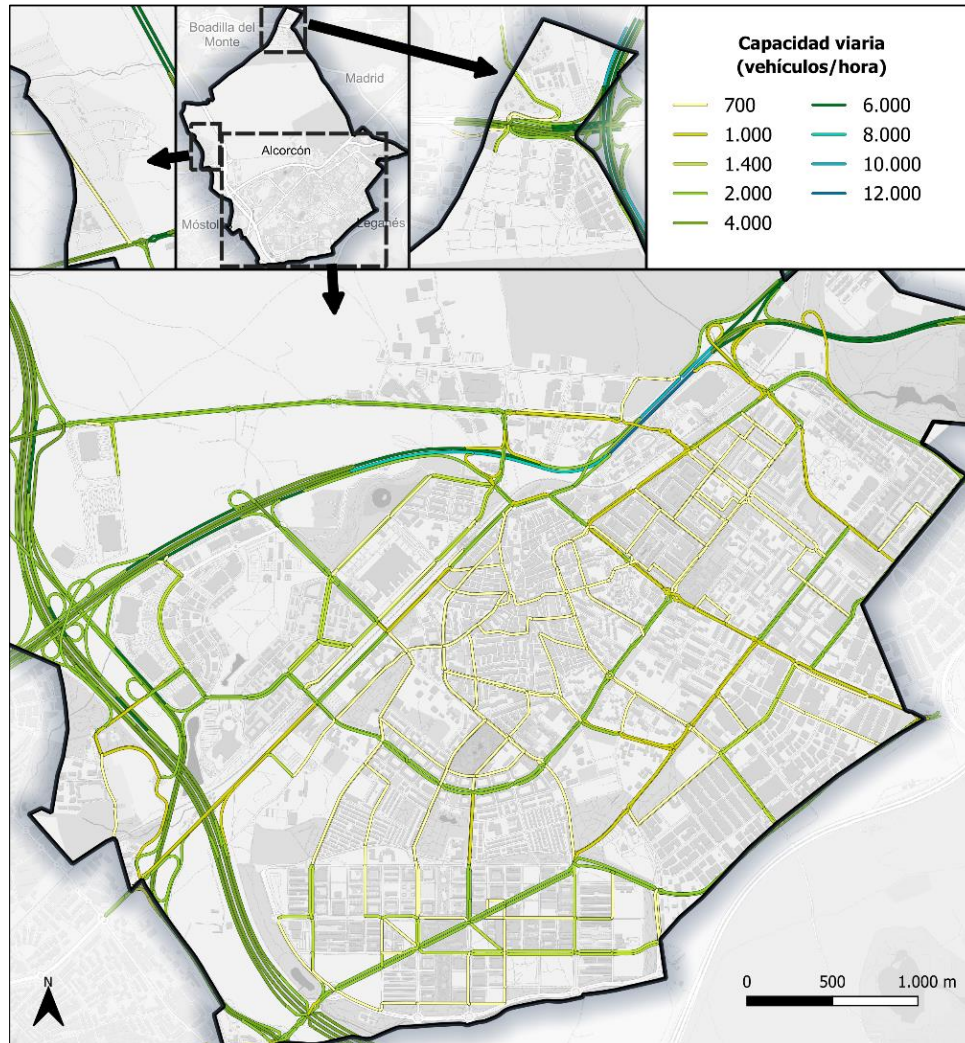 Boadilla del
Monte
Madrid
Alcorcón
Móstol
Leganés
Capacidad viaria
(vehículos/hora)
700
1.000
1.400
2.000
4.000
6.000
8.000
10.000
12.000
N
0 500 1.000 m